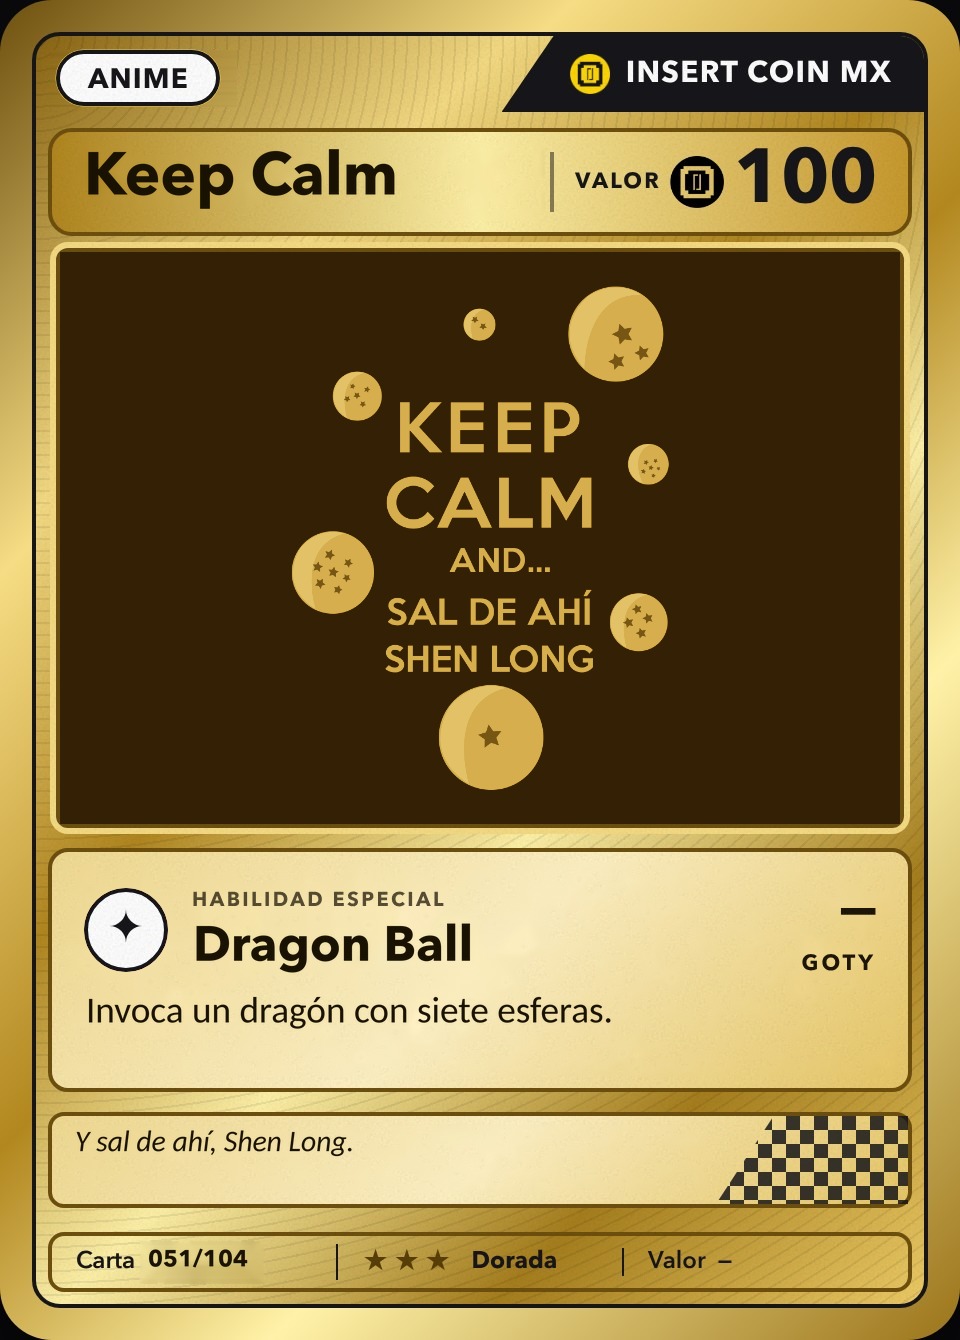 ANIME
INSERT COIN MX
Keep Calm
VALOR 100
KEEP
CALM
AND...
SAL DE AHÍ
SHEN LONG
HABILIDAD ESPECIAL
Dragon Ball
–
GOTY
Invoca un dragón con siete esferas.
Y sal de ahí, Shen Long.
Carta 051/104 ★★★ Dorada Valor –